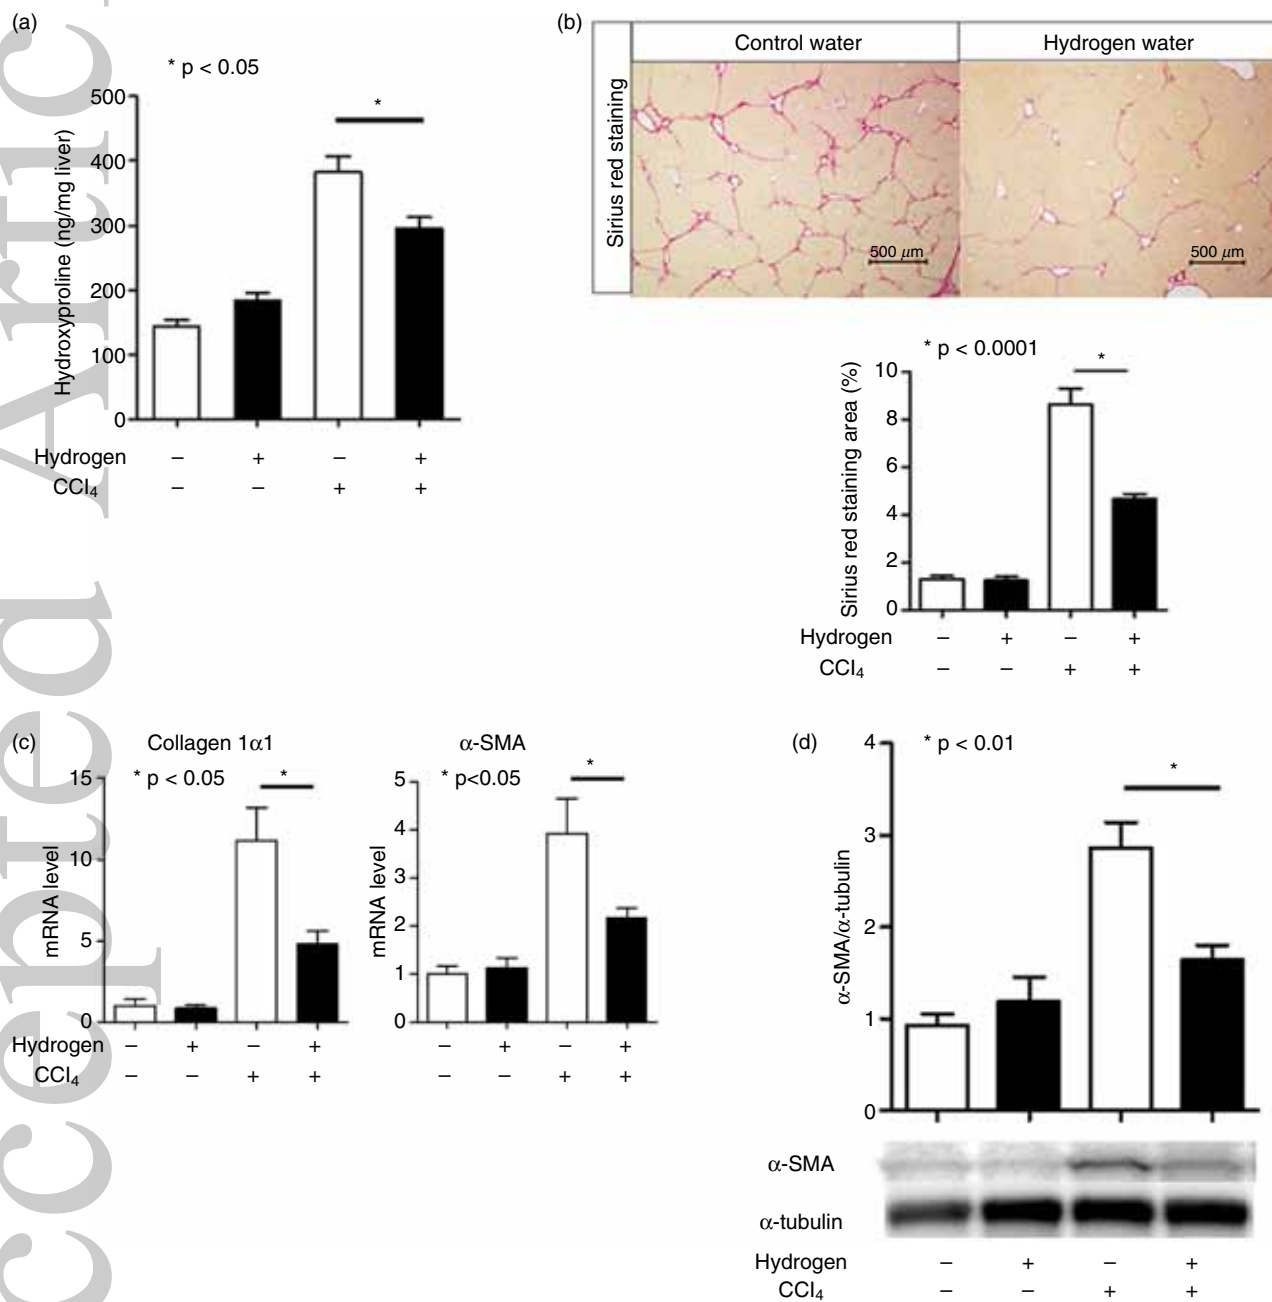 Accepted Artic
(a)
* p < 0.05
*
Hydroxyproline (ng/mg liver)
500
400
300
200
100
0
Hydrogen − + − +
CCl4 − − + +
(b)
Control water Hydrogen water
Sirius red staining
500 μm 500 μm
* p < 0.0001
*
Sirius red staining area (%)
10
8
6
4
2
0
Hydrogen − + − +
CCl4 − − + +
(c)
Collagen 1α1
* p < 0.05
*
mRNA level
15
10
5
0
Hydrogen − + − +
CCl4 − − + +
α-SMA
* p<0.05
*
mRNA level
5
4
3
2
1
0
− + − +
− − + +
(d)
* p < 0.01
*
α-SMA/α-tubulin
4
3
2
1
0
α-SMA
α-tubulin
Hydrogen − + − +
CCl4 − − + +